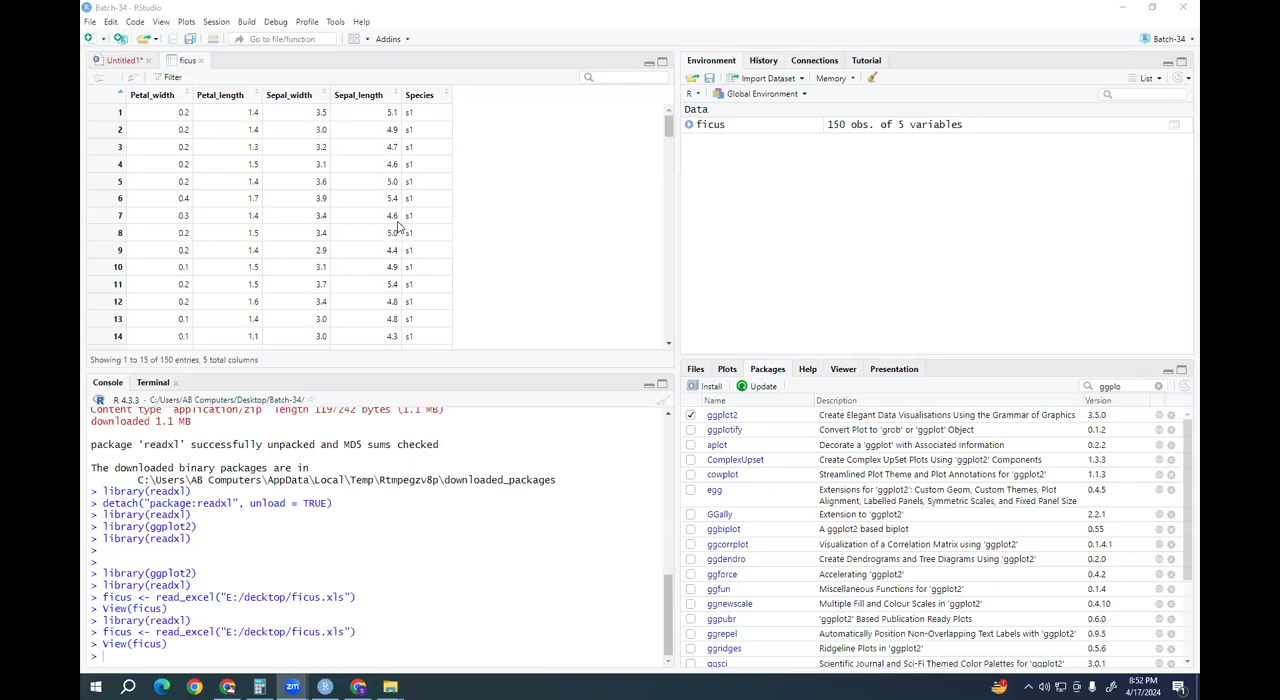 Batch-34 - RStudio
File Edit Code View Plots Session Build Debug Profile Tools Help
Go to file/function Addins Batch-34
Untitled1* ficus
Filter
Petal_width Petal_length Sepal_width Sepal_length Species
1 0.2 1.4 3.5 5.1 s1
2 0.2 1.4 3.0 4.9 s1
3 0.2 1.3 3.2 4.7 s1
4 0.2 1.5 3.1 4.6 s1
5 0.2 1.4 3.6 5.0 s1
6 0.4 1.7 3.9 5.4 s1
7 0.3 1.4 3.4 4.6 s1
8 0.2 1.5 3.4 5.0 s1
9 0.2 1.4 2.9 4.4 s1
10 0.1 1.5 3.1 4.9 s1
11 0.2 1.5 3.7 5.4 s1
12 0.2 1.6 3.4 4.8 s1
13 0.1 1.4 3.0 4.8 s1
14 0.1 1.1 3.0 4.3 s1
Showing 1 to 15 of 150 entries, 5 total columns
Console Terminal
R 4.3.3 · C:/Users/AB Computers/Desktop/Batch-34/
Content type 'application/zip' length 119742 bytes (1.1 MB)
downloaded 1.1 MB
package 'readxl' successfully unpacked and MD5 sums checked
The downloaded binary packages are in
C:\Users\AB Computers\AppData\Local\Temp\Rtmpegzv8p\downloaded_packages
> library(readxl)
> detach("package:readxl", unload = TRUE)
> library(readxl)
> library(ggplot2)
> library(readxl)
>
>
> library(ggplot2)
> library(readxl)
> ficus <- read_excel("E:/decktop/ficus.xls")
> View(ficus)
> library(readxl)
> ficus <- read_excel("E:/decktop/ficus.xls")
> View(ficus)
>
Environment History Connections Tutorial
Import Dataset Memory List
R Global Environment
Data
ficus 150 obs. of 5 variables
Files Plots Packages Help Viewer Presentation
Install Update ggplo
Name Description Version
ggplot2 Create Elegant Data Visualisations Using the Grammar of Graphics 3.5.0
ggplotify Convert Plot to 'grob' or 'ggplot' Object 0.1.2
aplot Decorate a 'ggplot' with Associated Information 0.2.2
ComplexUpset Create Complex UpSet Plots Using 'ggplot2' Components 1.3.3
cowplot Streamlined Plot Theme and Plot Annotations for 'ggplot2' 1.1.3
egg Extensions for 'ggplot2': Custom Geom, Custom Themes, Plot 0.4.5
Alignment, Labelled Panels, Symmetric Scales, and Fixed Panel Size
GGally Extension to 'ggplot2' 2.2.1
ggbiplot A ggplot2 based biplot 0.55
ggcorrplot Visualization of a Correlation Matrix using 'ggplot2' 0.1.4.1
ggdendro Create Dendrograms and Tree Diagrams Using 'ggplot2' 0.2.0
ggforce Accelerating 'ggplot2' 0.4.2
ggfun Miscellaneous Functions for 'ggplot2' 0.1.4
ggnewscale Multiple Fill and Colour Scales in 'ggplot2' 0.4.10
ggpubr 'ggplot2' Based Publication Ready Plots 0.6.0
ggrepel Automatically Position Non-Overlapping Text Labels with 'ggplot2' 0.9.5
ggridges Ridgeline Plots in 'ggplot2' 0.5.6
ggsci Scientific Journal and Sci-Fi Themed Color Palettes for 'ggplot2' 3.0.1
zm
8:52 PM
4/17/2024